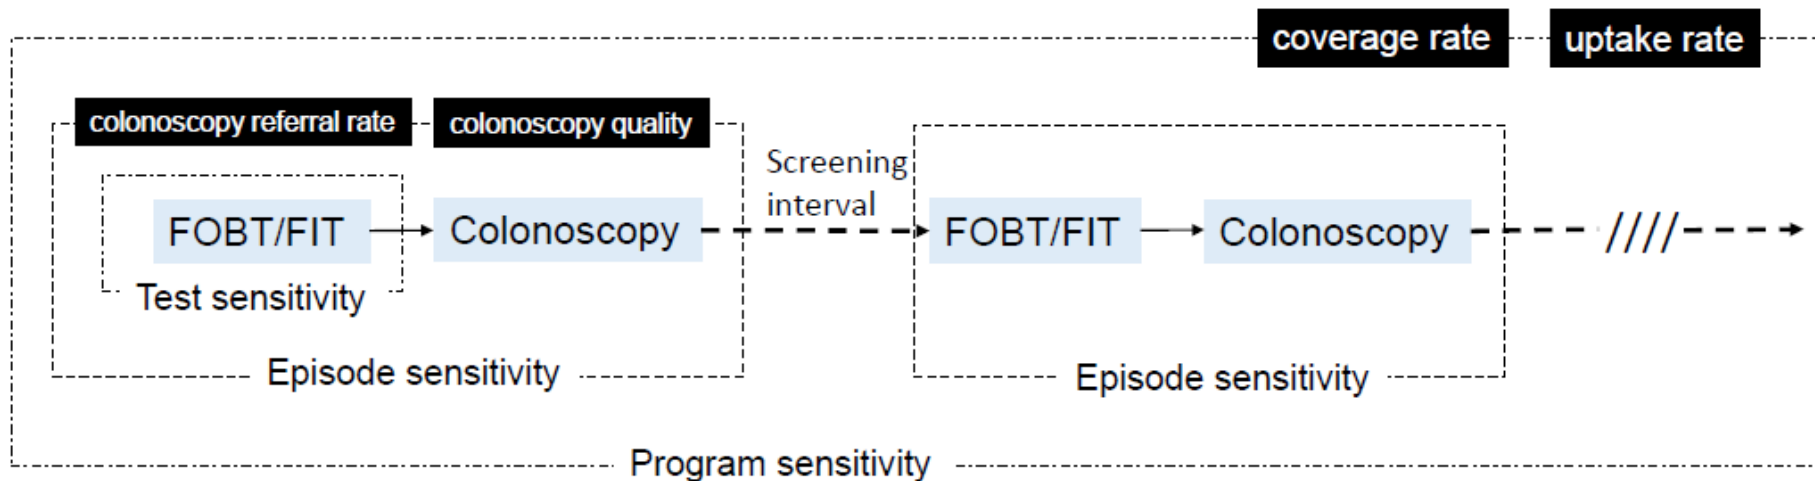 coverage rate
uptake rate
colonoscopy referral rate
colonoscopy quality
Screening
interval
FOBT/FIT
Colonoscopy
FOBT/FIT
Colonoscopy
////
Test sensitivity
Episode sensitivity
Episode sensitivity
Program sensitivity